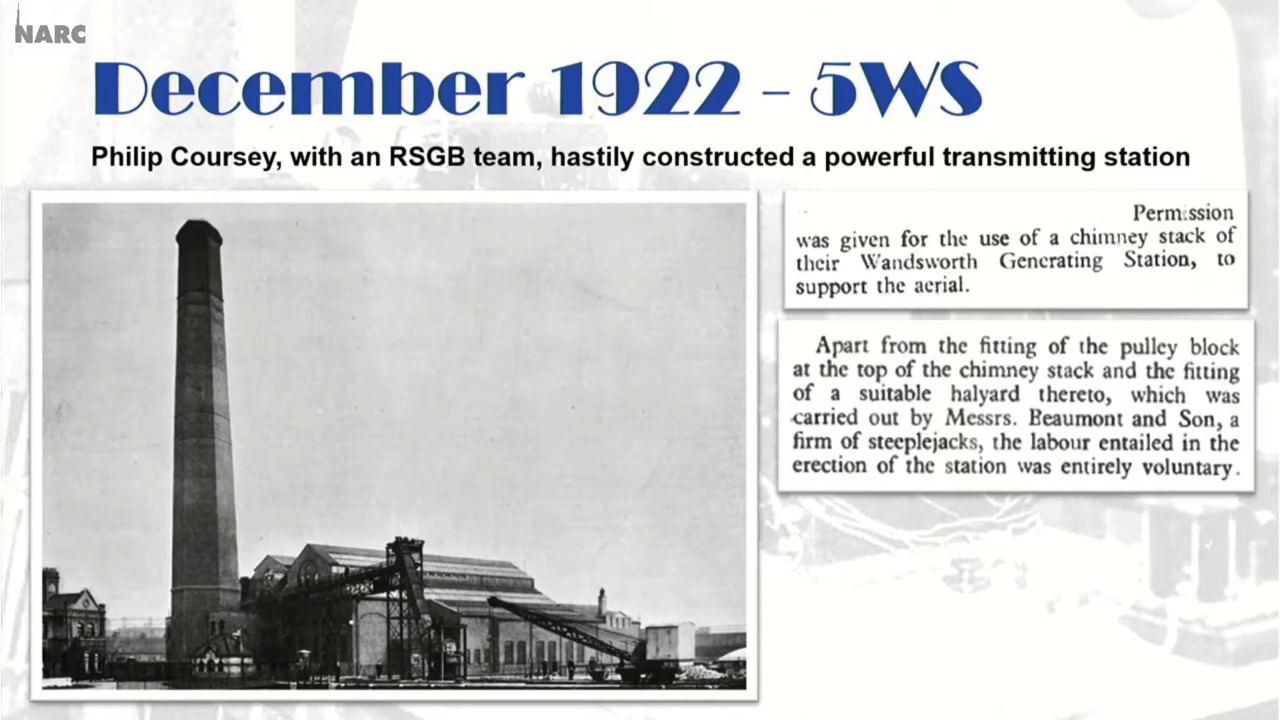 NARC
December 1922 - 5WS
Philip Coursey, with an RSGB team, hastily constructed a powerful transmitting station
Permission
was given for the use of a chimney stack of
their Wandsworth Generating Station, to
support the aerial.
Apart from the fitting of the pulley block
at the top of the chimney stack and the fitting
of a suitable halyard thereto, which was
carried out by Messrs. Beaumont and Son, a
firm of steeplejacks, the labour entailed in the
erection of the station was entirely voluntary.